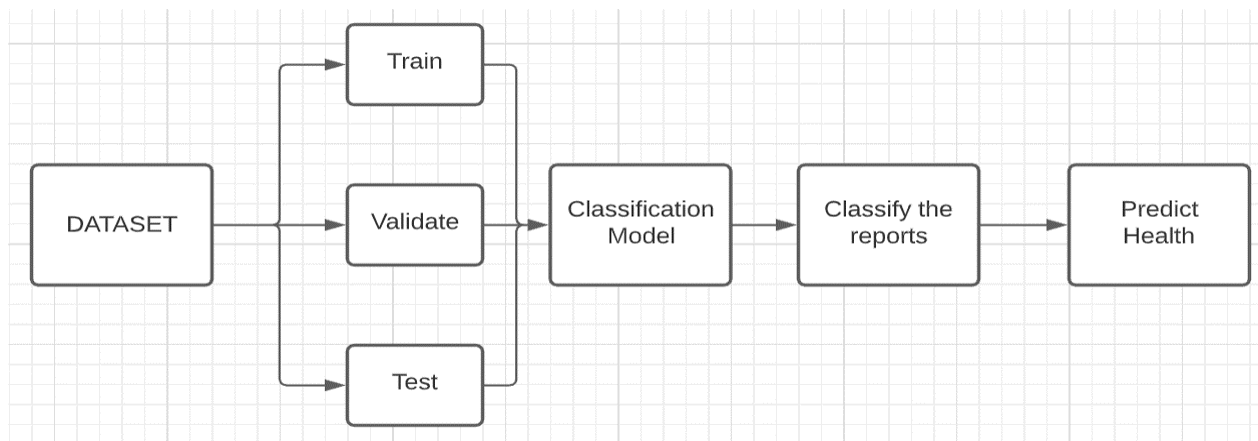 Train
DATASET
Validate
Classification
Model
Classify the
reports
Predict
Health
Test